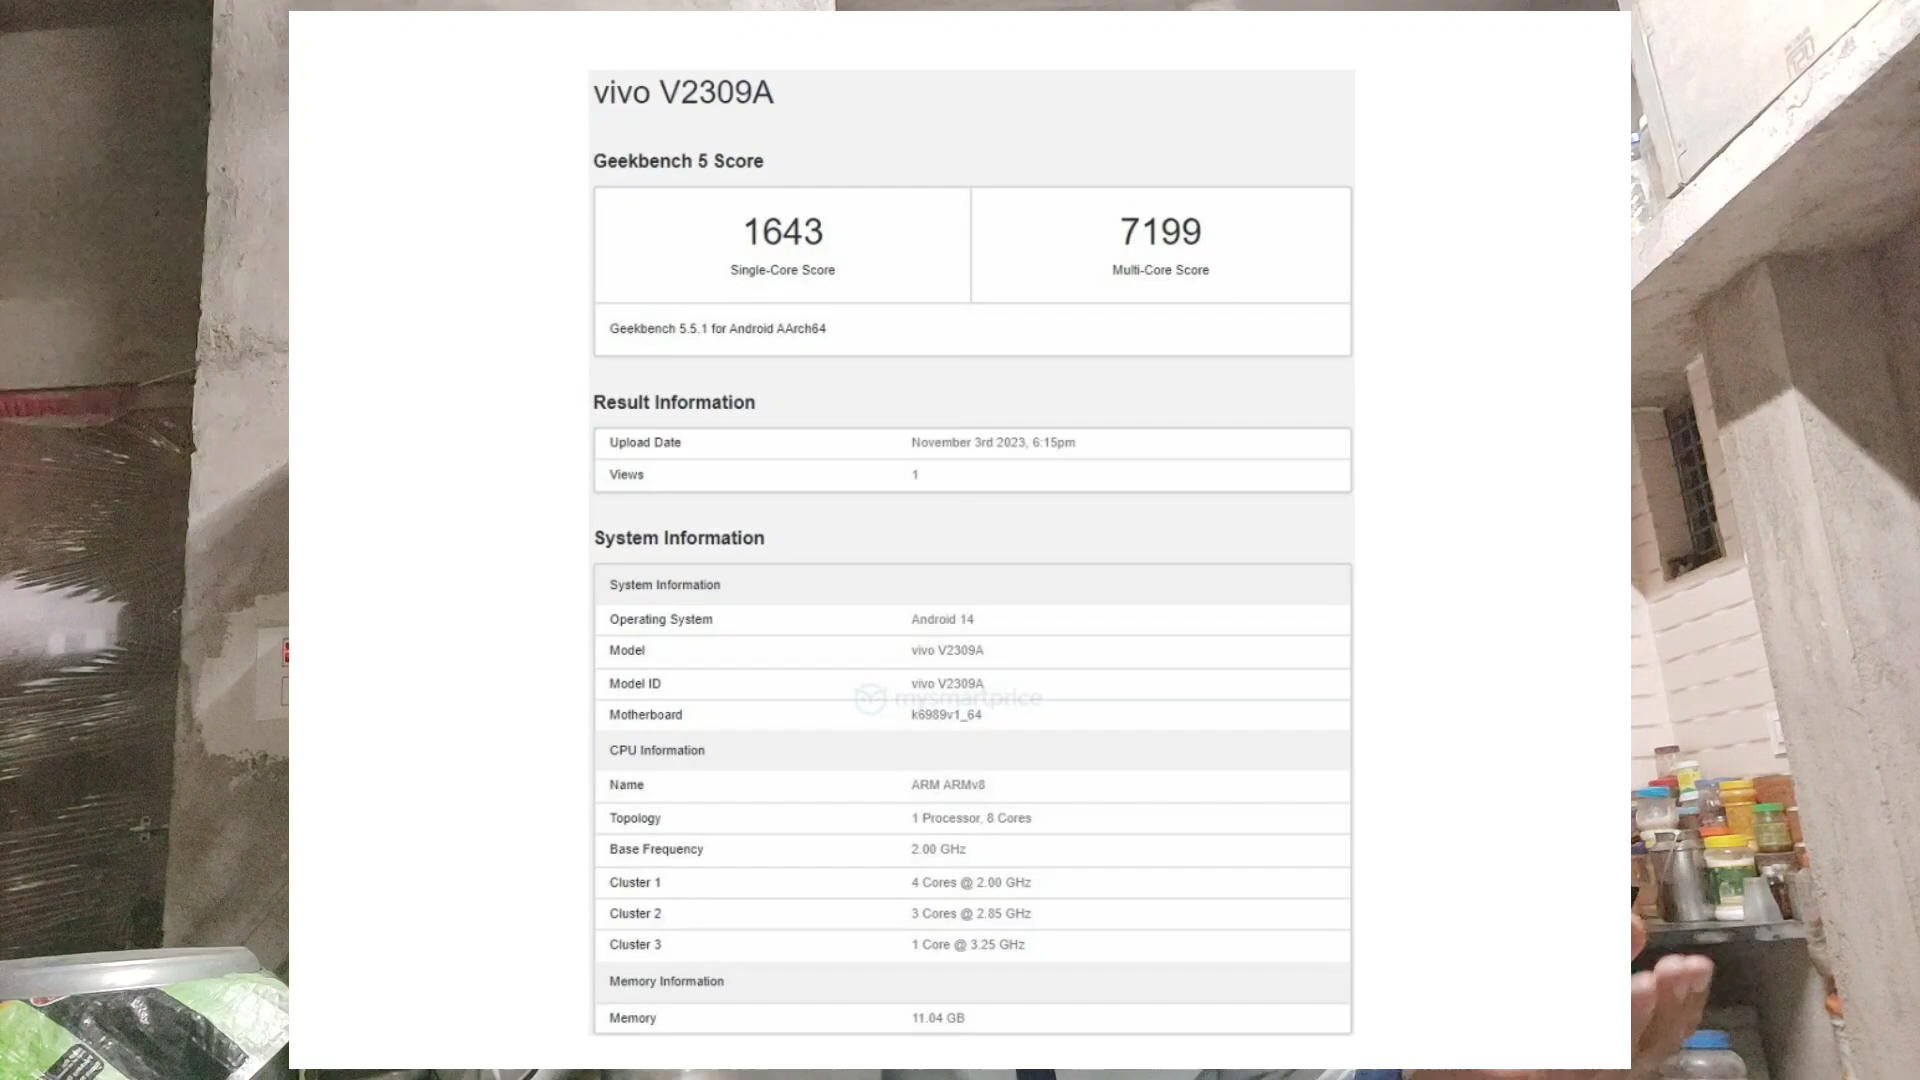 vivo V2309A
Geekbench 5 Score
1643
Single-Core Score
7199
Multi-Core Score
Geekbench 5.5.1 for Android AArch64
Result Information
Upload Date November 3rd 2023, 6:15pm
Views 1
System Information
System Information
Operating System Android 14
Model vivo V2309A
Model ID vivo V2309A
mysmartprice
Motherboard k6989v1_64
CPU Information
Name ARM ARMv8
Topology 1 Processor, 8 Cores
Base Frequency 2.00 GHz
Cluster 1 4 Cores @ 2.00 GHz
Cluster 2 3 Cores @ 2.85 GHz
Cluster 3 1 Core @ 3.25 GHz
Memory Information
Memory 11.04 GB